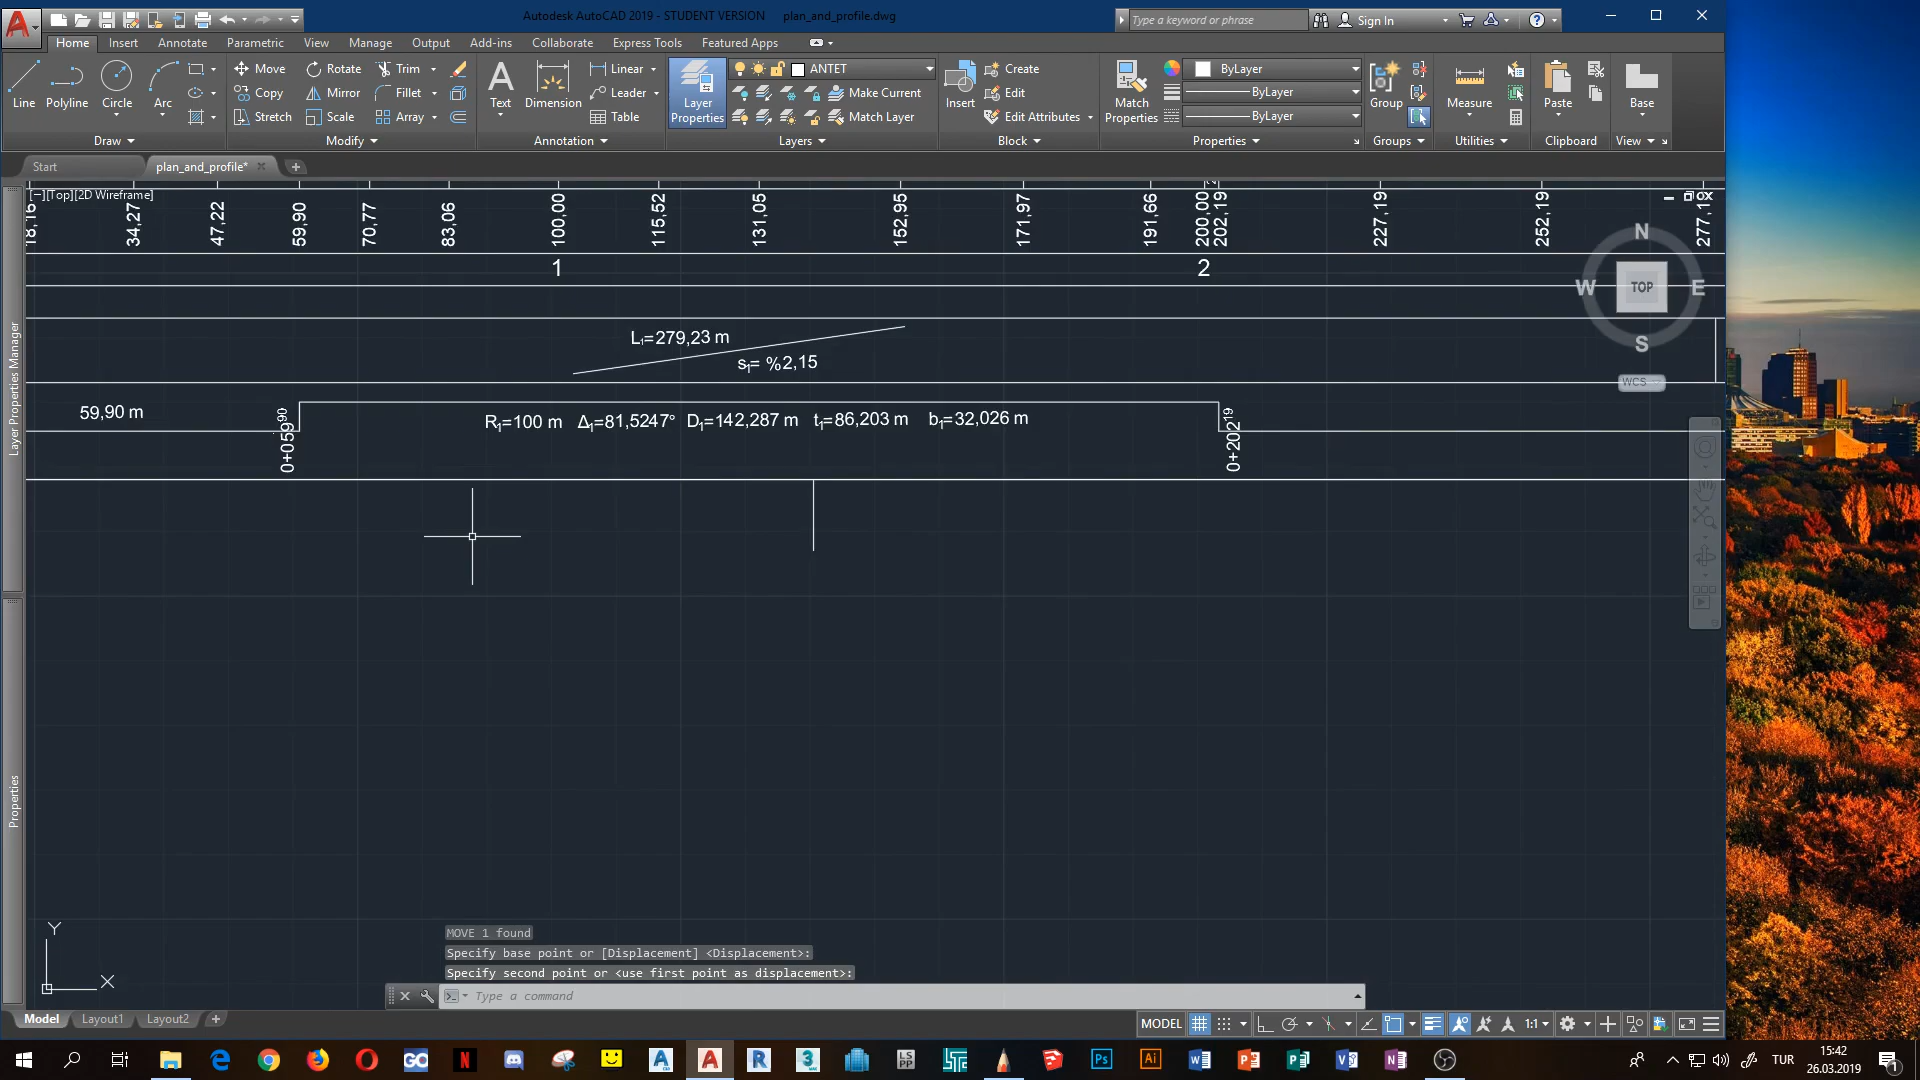 Autodesk AutoCAD 2019 - STUDENT VERSION plan_and_profile.dwg
Type a keyword or phrase
Sign In
Home Insert Annotate Parametric View Manage Output Add-ins Collaborate Express Tools Featured Apps
Line Polyline Circle Arc
Move Rotate Trim
Copy Mirror Fillet
Stretch Scale Array
Text Dimension
Linear
Leader
Table
Layer Properties
ANTET
Make Current
Match Layer
Insert
Create
Edit
Edit Attributes
Match Properties
ByLayer
ByLayer
ByLayer
Group
Measure
Paste
Base
Draw Modify Annotation Layers Block Properties Groups Utilities Clipboard View
Start plan_and_profile*
[−][Top][2D Wireframe]
18,16 34,27 47,22 59,90 70,77 83,06 100,00 115,52 131,05 152,95 171,97 191,66 200,00 202,19 227,19 252,19 277,19
1 2
N
W TOP E
S
WCS
L1=279,23 m
s1= %2,15
59,90 m
0+059⁹⁰
R1=100 m Δ1=81,5247° D1=142,287 m t1=86,203 m b1=32,026 m
0+202¹⁹
Layer Properties Manager
Properties
Y
X
MOVE 1 found
Specify base point or [Displacement] <Displacement>:
Specify second point or <use first point as displacement>:
Type a command
Model Layout1 Layout2
MODEL 1:1
TUR
15:42
26.03.2019